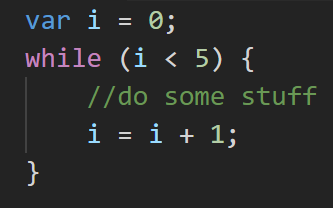 var i = 0;
while (i < 5) {
    //do some stuff
    i = i + 1;
}